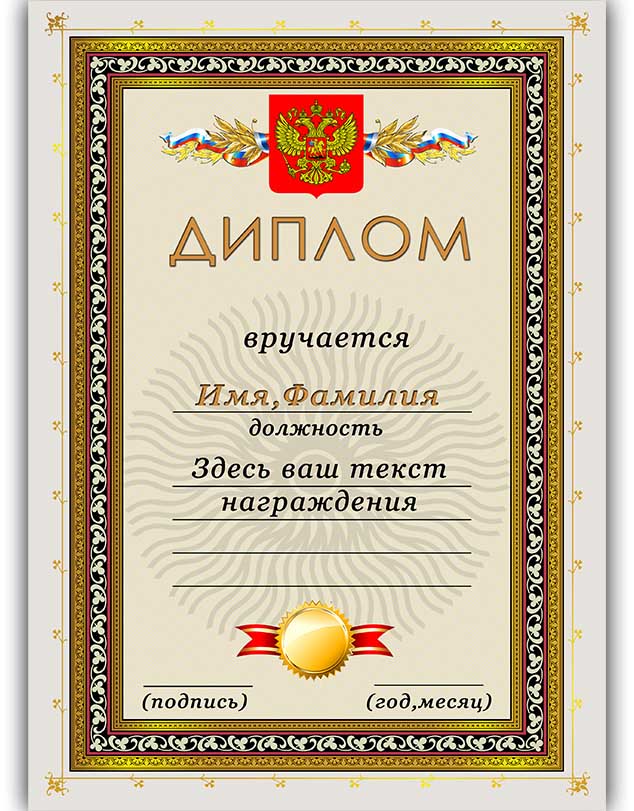 ДИПЛОМ
вручается
Имя,Фамилия
должность
Здесь ваш текст
награждения
(подпись) (год,месяц)